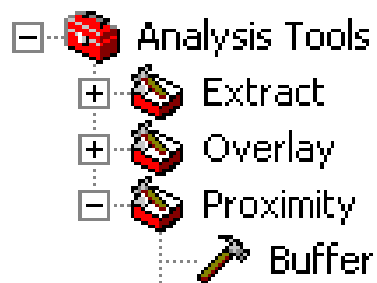 Analysis Tools
Extract
Overlay
Proximity
Buffer